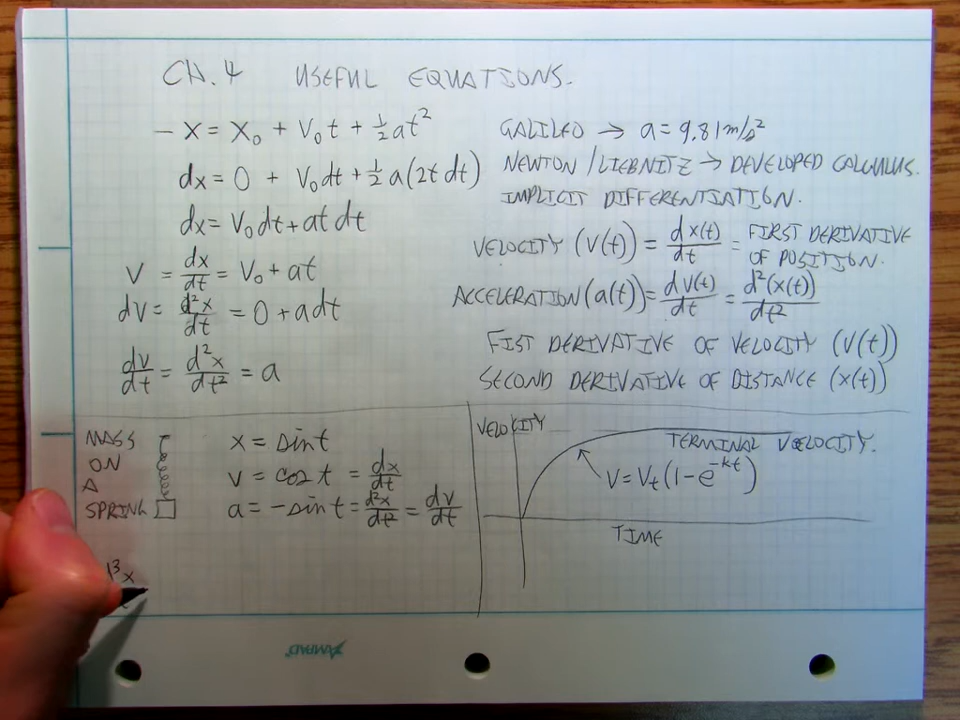 CH. 4 USEFUL EQUATIONS.
- x = x₀ + v₀t + ½at²
dx = 0 + v₀dt + ½a(2t dt)
dx = v₀dt + at dt
v = dx/dt = v₀ + at
dv = d²x/dt = 0 + adt
dv/dt = d²x/dt² = a
GALILEO → a = 9.81m/s²
NEWTON / LIEBNITZ → DEVELOPED CALCULUS.
IMPLICIT DIFFERENTIATION.
VELOCITY (v(t)) = dx(t)/dt = FIRST DERIVATIVE
OF POSITION.
ACCELERATION (a(t)) = dv(t)/dt = d²(x(t))/dt²
FIST DERIVATIVE OF VELOCITY (v(t))
SECOND DERIVATIVE OF DISTANCE (x(t))
MASS
ON
A
SPRING
x = sint
v = cost = dx/dt
a = -sint = d²x/dt² = dv/dt
VELOCITY
TERMINAL VELOCITY.
v = vₜ(1-e^-kt)
TIME
AMPAD